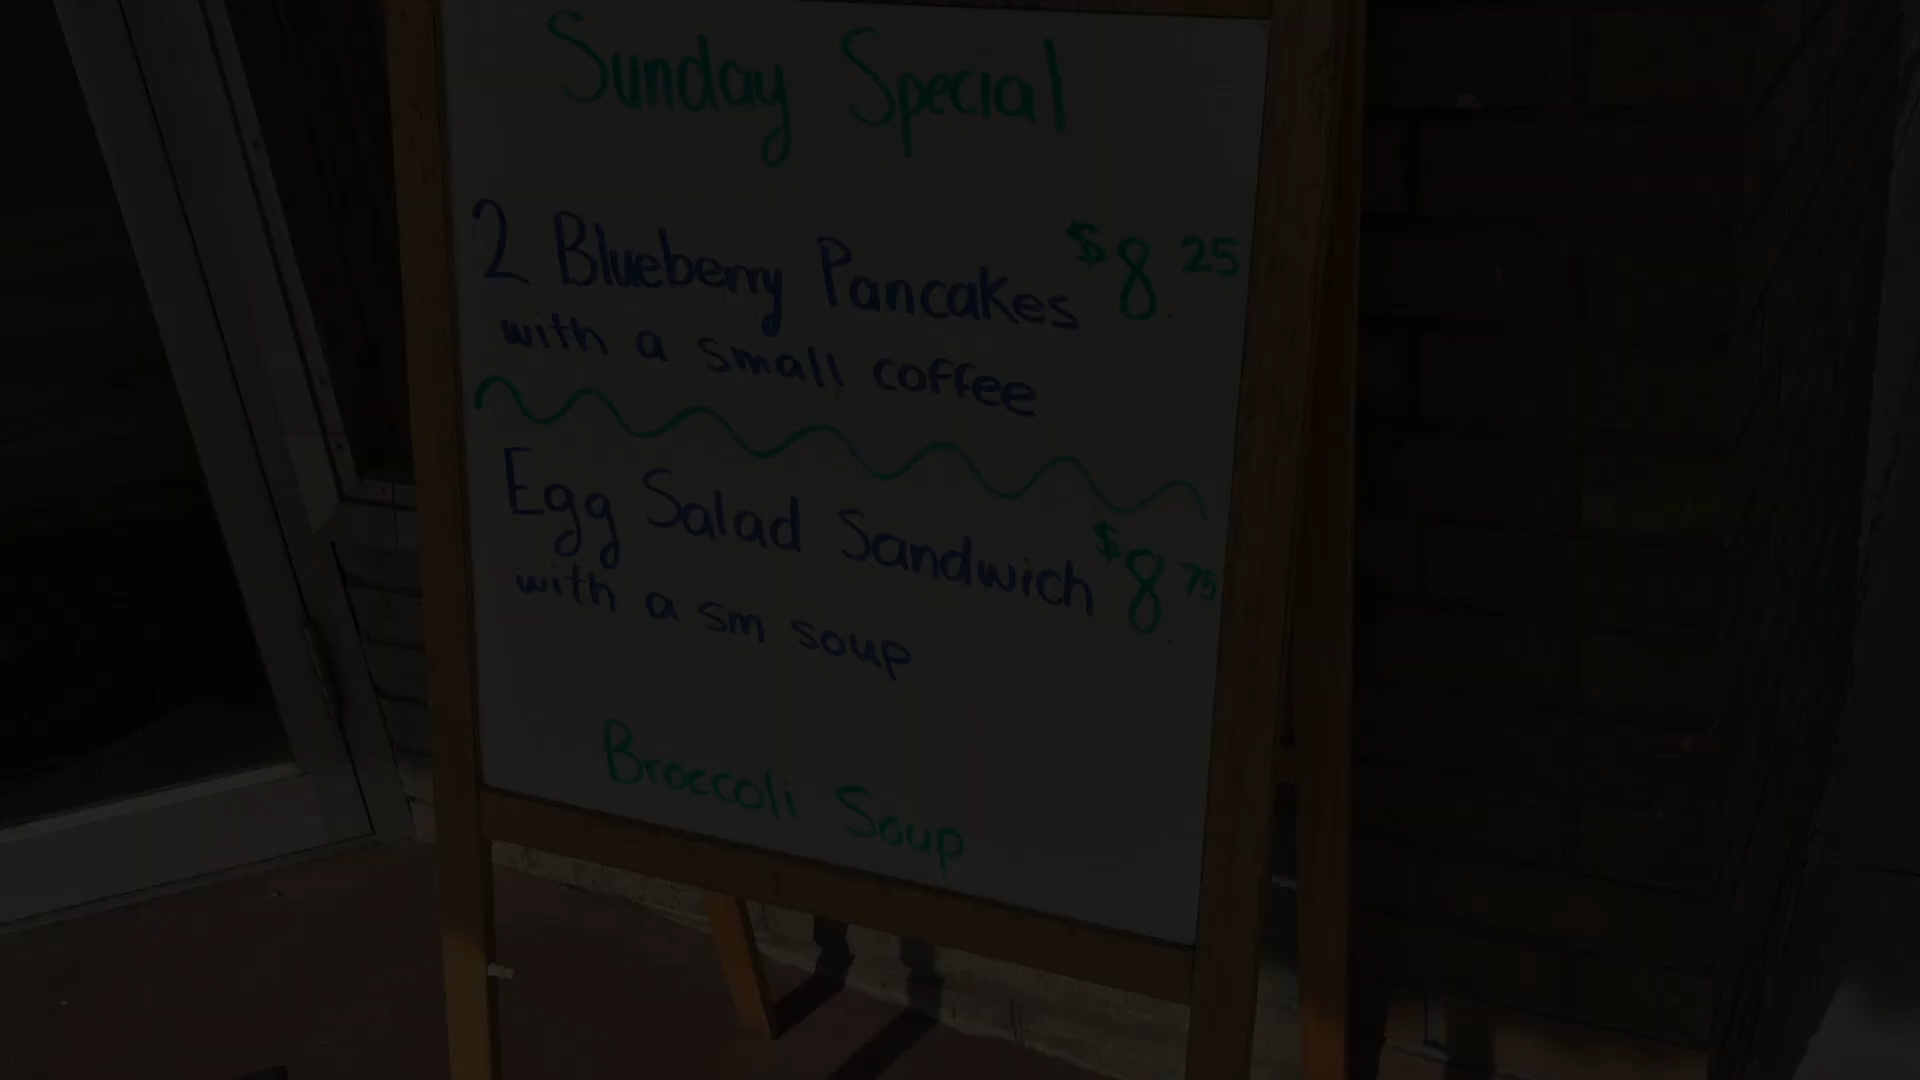 Sunday Special
2 Blueberry Pancakes $8.25
with a small coffee
Egg Salad Sandwich $8.75
with a sm soup
Broccoli Soup